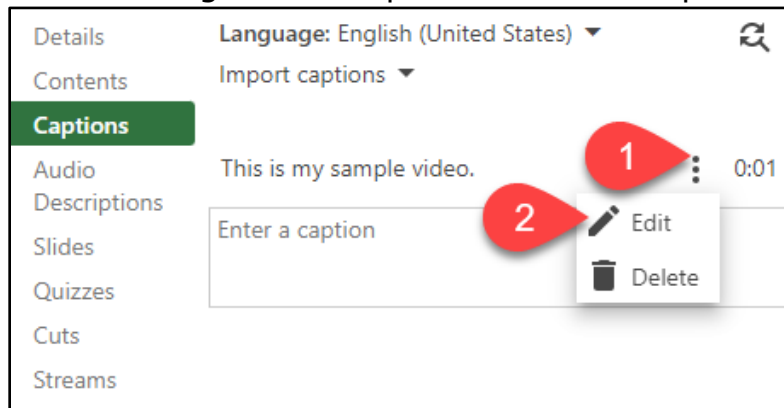 Details
Contents
Captions
Audio
Descriptions
Slides
Quizzes
Cuts
Streams
Language: English (United States)
Import captions
This is my sample video.
1
0:01
Enter a caption
2
Edit
Delete